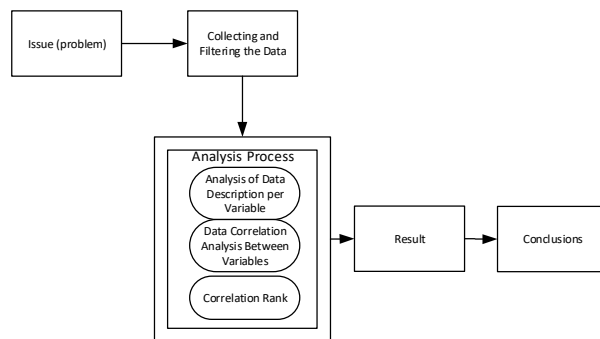 Issue (problem)
Collecting and
Filtering the Data
Analysis Process
Analysis of Data
Description per
Variable
Data Correlation
Analysis Between
Variables
Correlation Rank
Result
Conclusions